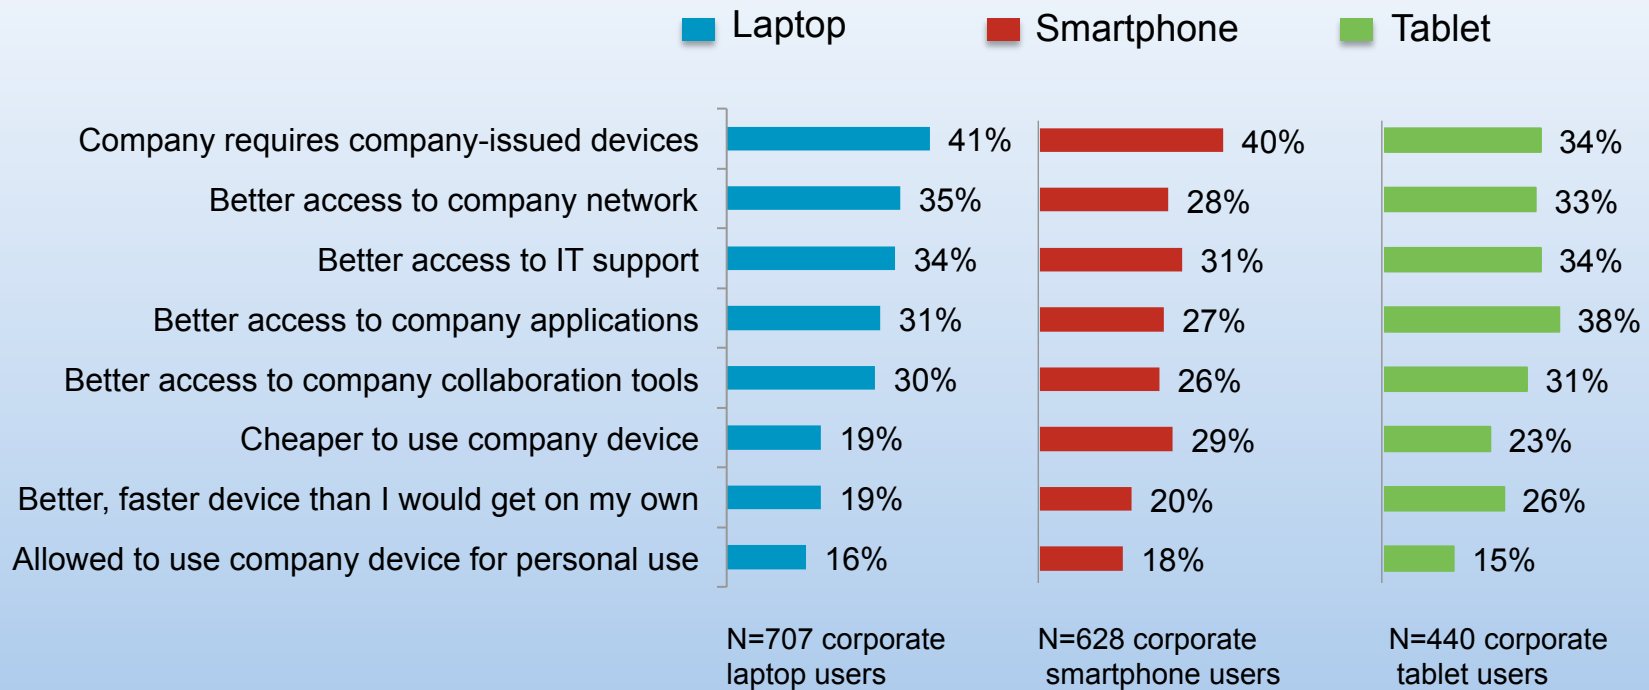 Laptop Smartphone Tablet
Company requires company-issued devices 41% 40% 34%
Better access to company network 35% 28% 33%
Better access to IT support 34% 31% 34%
Better access to company applications 31% 27% 38%
Better access to company collaboration tools 30% 26% 31%
Cheaper to use company device 19% 29% 23%
Better, faster device than I would get on my own 19% 20% 26%
Allowed to use company device for personal use 16% 18% 15%
N=707 corporate
laptop users
N=628 corporate
smartphone users
N=440 corporate
tablet users